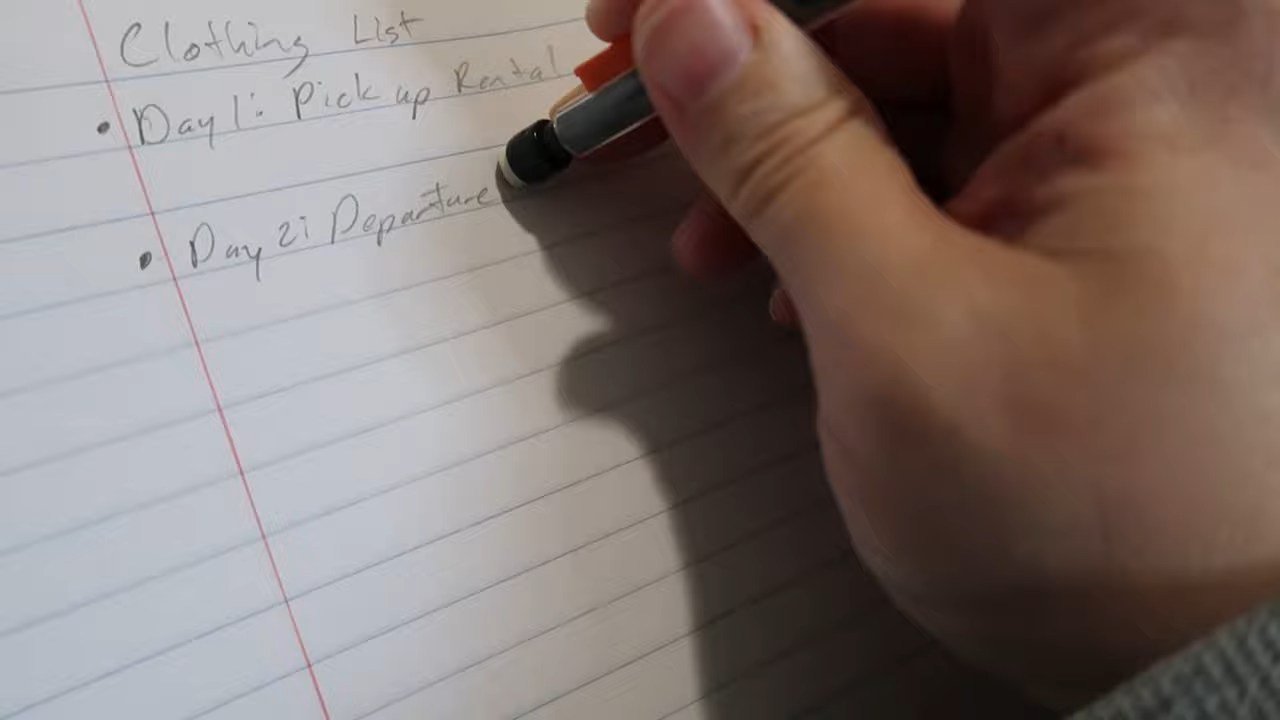 Clothing List
• Day 1: Pick up Rental
• Day 2: Departure